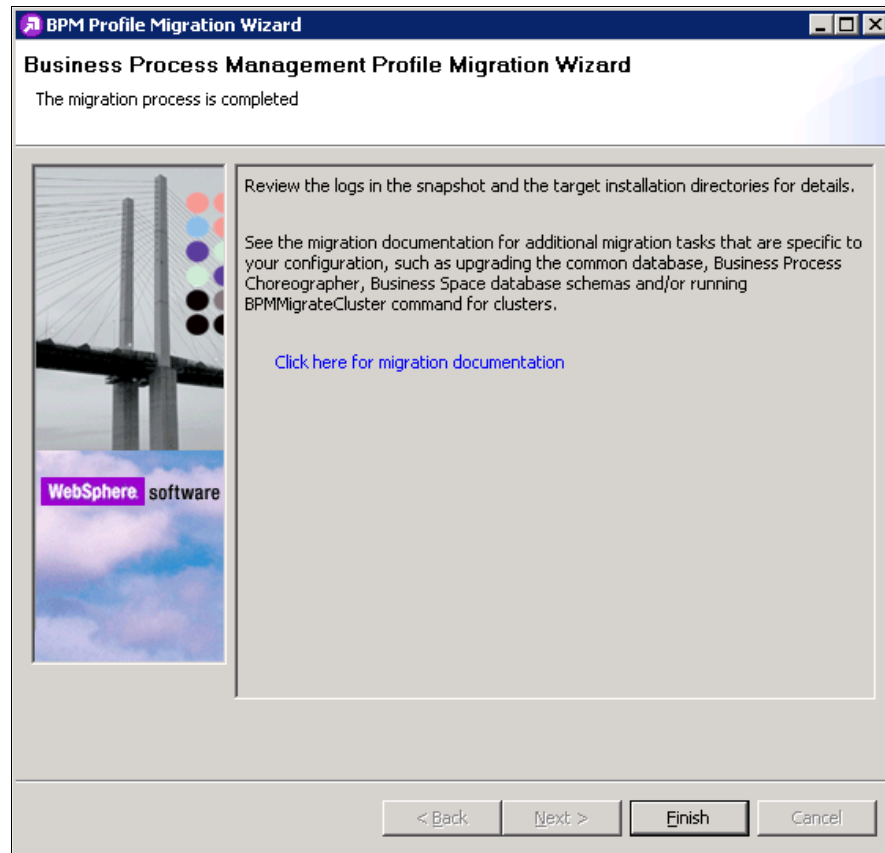 BPM Profile Migration Wizard
Business Process Management Profile Migration Wizard
The migration process is completed
Review the logs in the snapshot and the target installation directories for details.
See the migration documentation for additional migration tasks that are specific to
your configuration, such as upgrading the common database, Business Process
Choreographer, Business Space database schemas and/or running
BPMMigrateCluster command for clusters.
Click here for migration documentation
WebSphere software
< Back
Next >
Finish
Cancel